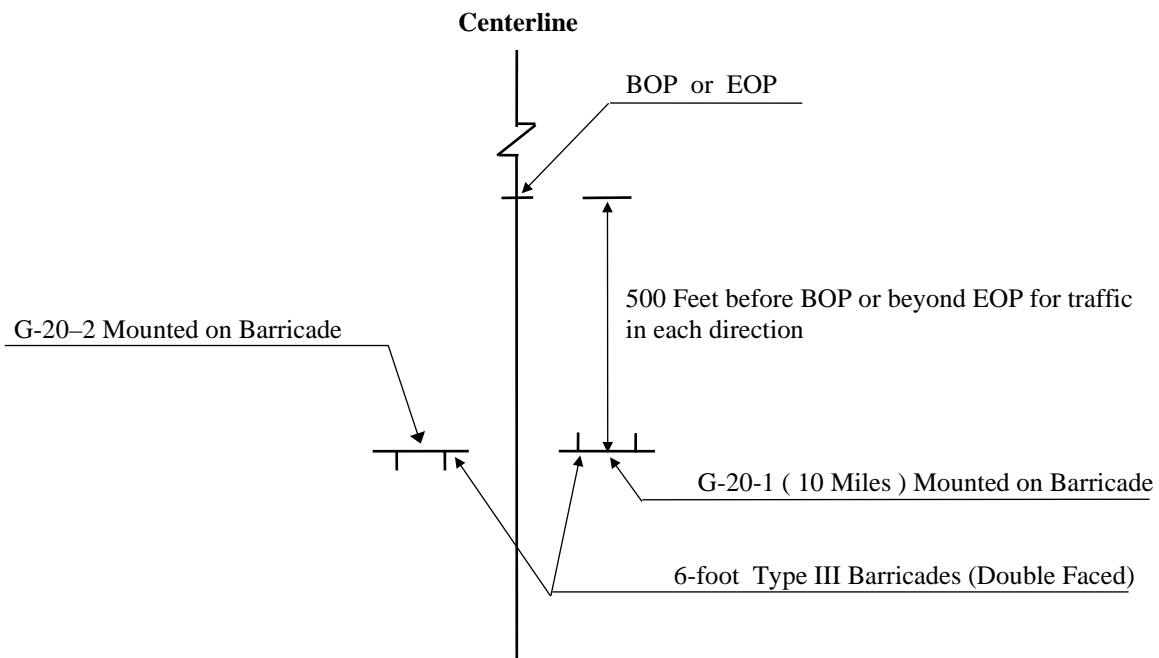 Centerline
BOP or EOP
500 Feet before BOP or beyond EOP for traffic
in each direction
G-20–2 Mounted on Barricade
G-20-1 ( 10 Miles ) Mounted on Barricade
6-foot Type III Barricades (Double Faced)